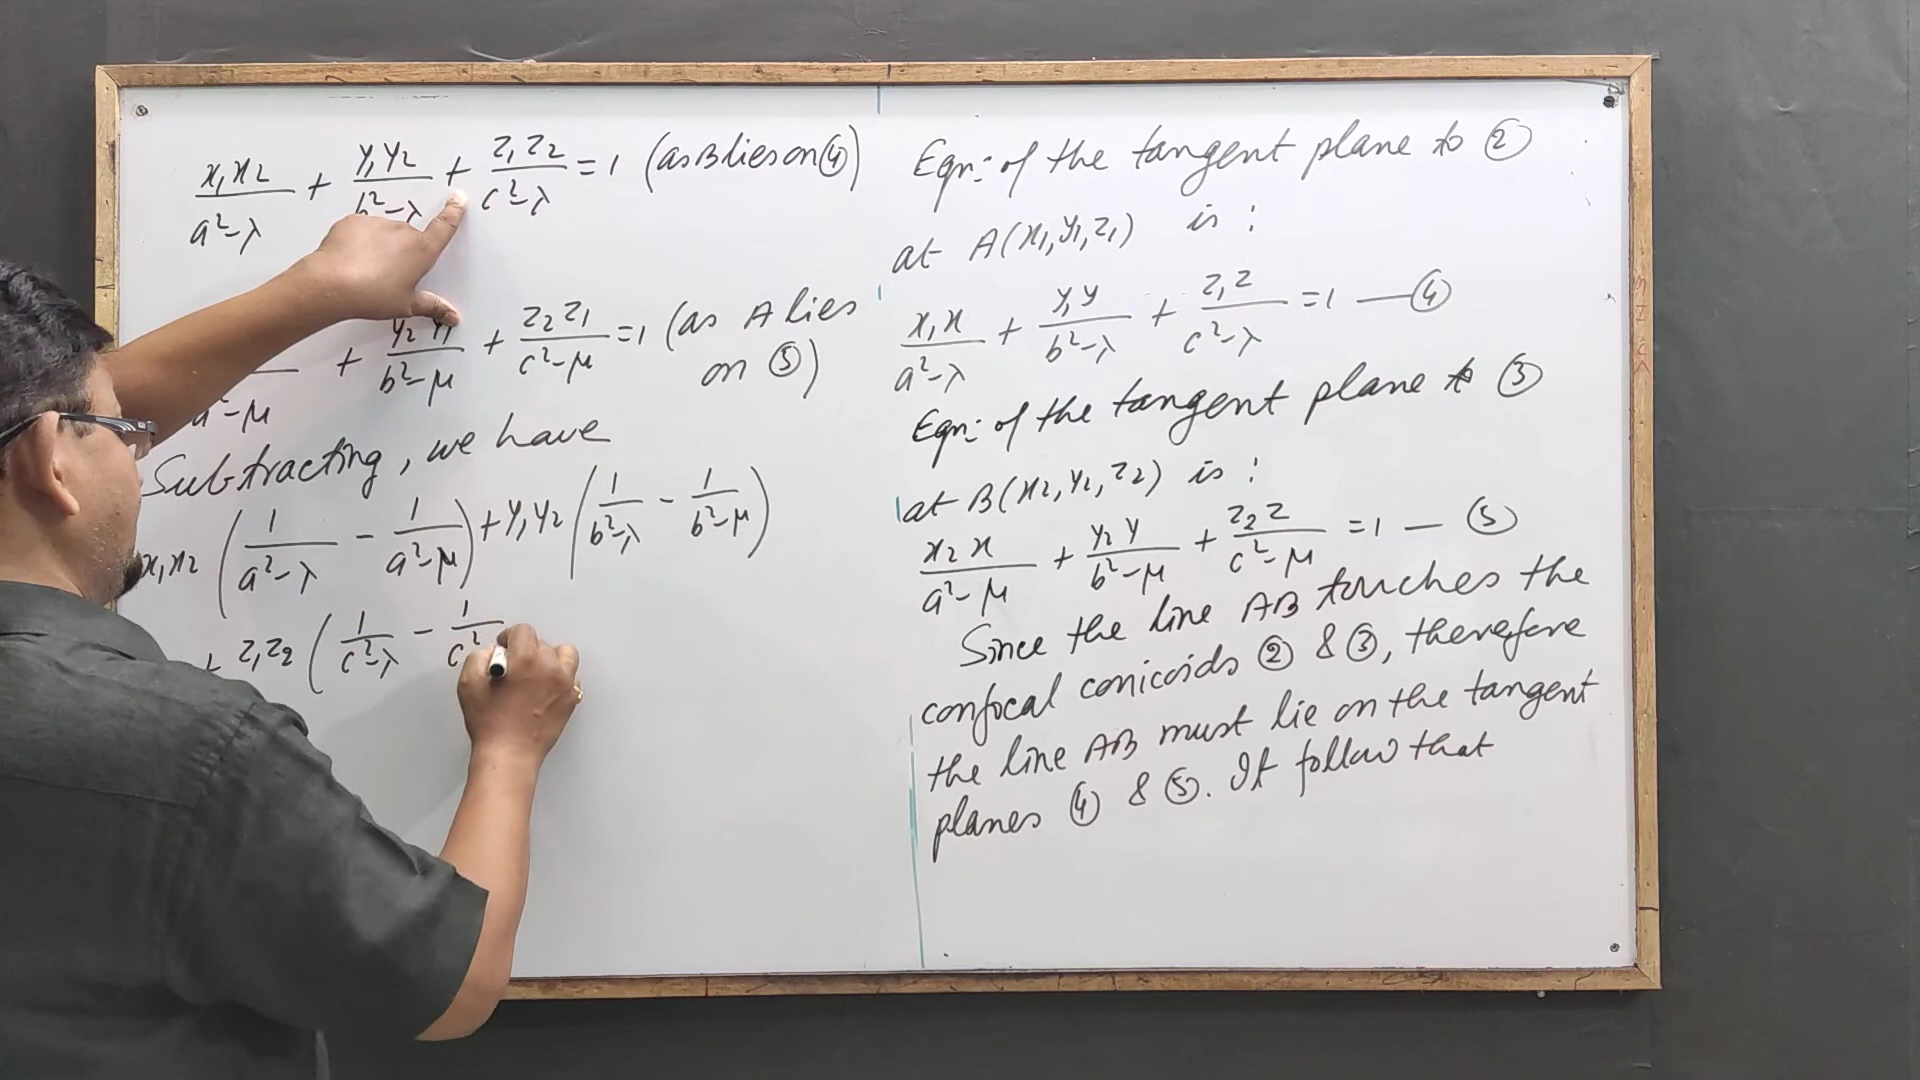 x₁x₂/(a²-λ) + y₁y₂/(b²-λ) + z₁z₂/(c²-λ) = 1 (as B lies on ④)
+ y₂y₁/(b²-μ) + z₂z₁/(c²-μ) = 1 (as A lies
a²-μ
on ⑤)
Subtracting, we have
x₁x₂ (1/(a²-λ) - 1/(a²-μ)) + y₁y₂ (1/(b²-λ) - 1/(b²-μ))
+ z₁z₂ (1/(c²-λ) - 1/c²
Eqn: of the tangent plane to ②
at A(x₁, y₁, z₁) is :
x₁x/(a²-λ) + y₁y/(b²-λ) + z₁z/(c²-λ) = 1 — ④
Eqn: of the tangent plane to ③
at B(x₂, y₂, z₂) is :
x₂x/(a²-μ) + y₂y/(b²-μ) + z₂z/(c²-μ) = 1 — ⑤
Since the line AB touches the
confocal conicoids ② & ③, therefore
the line AB must lie on the tangent
planes ④ & ⑤. It follow that